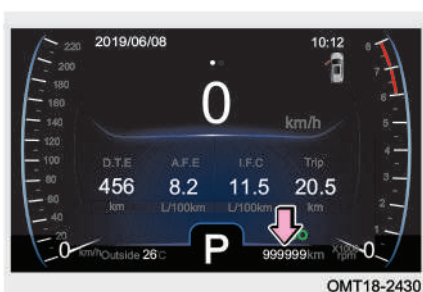 2019/06/08 10:12
220
200
180
160
140
120
100
80
60
40
20
0
km/h
0
km/h
8
7
6
5
4
3
2
1
0
X1000
rpm
D.T.E A.F.E I.F.C Trip
456 8.2 11.5 20.5
km L/100km L/100km km
Outside 26°C P 999999km
OMT18-2430